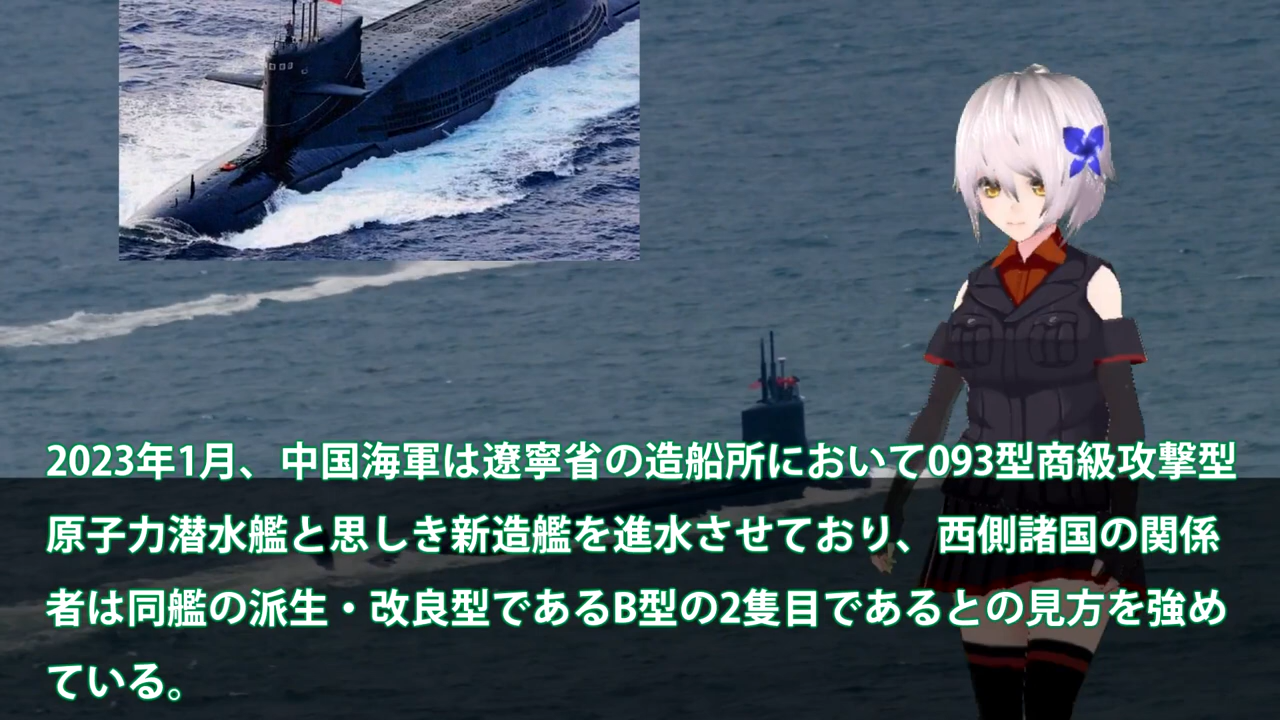 2023年1月、中国海軍は遼寧省の造船所において093型商級攻撃型
原子力潜水艦と思しき新造艦を進水させており、西側諸国の関係
者は同艦の派生・改良型であるB型の2隻目であるとの見方を強め
ている。